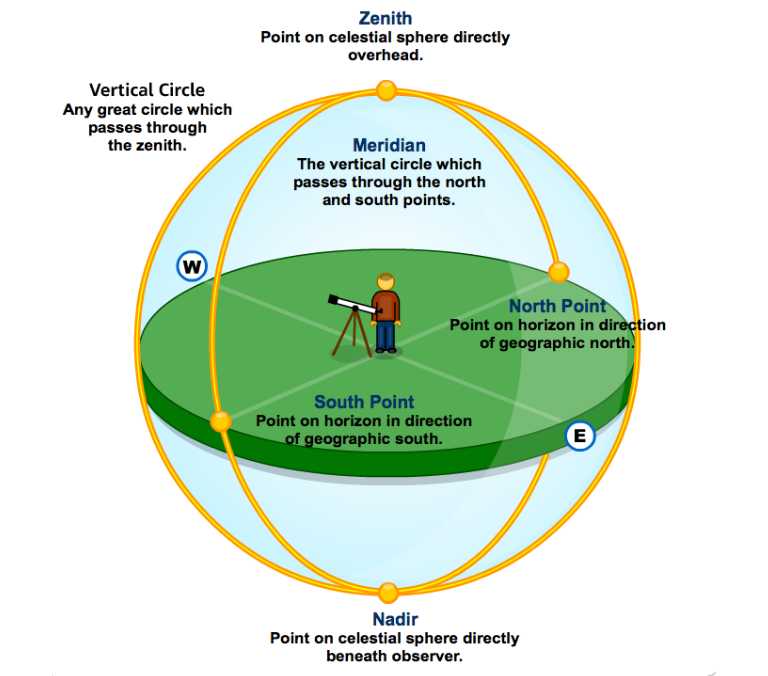 Zenith
Point on celestial sphere directly
overhead.
Vertical Circle
Any great circle which
passes through
the zenith.
Meridian
The vertical circle which
passes through the north
and south points.
W
North Point
Point on horizon in direction
of geographic north.
South Point
Point on horizon in direction
of geographic south.
E
Nadir
Point on celestial sphere directly
beneath observer.